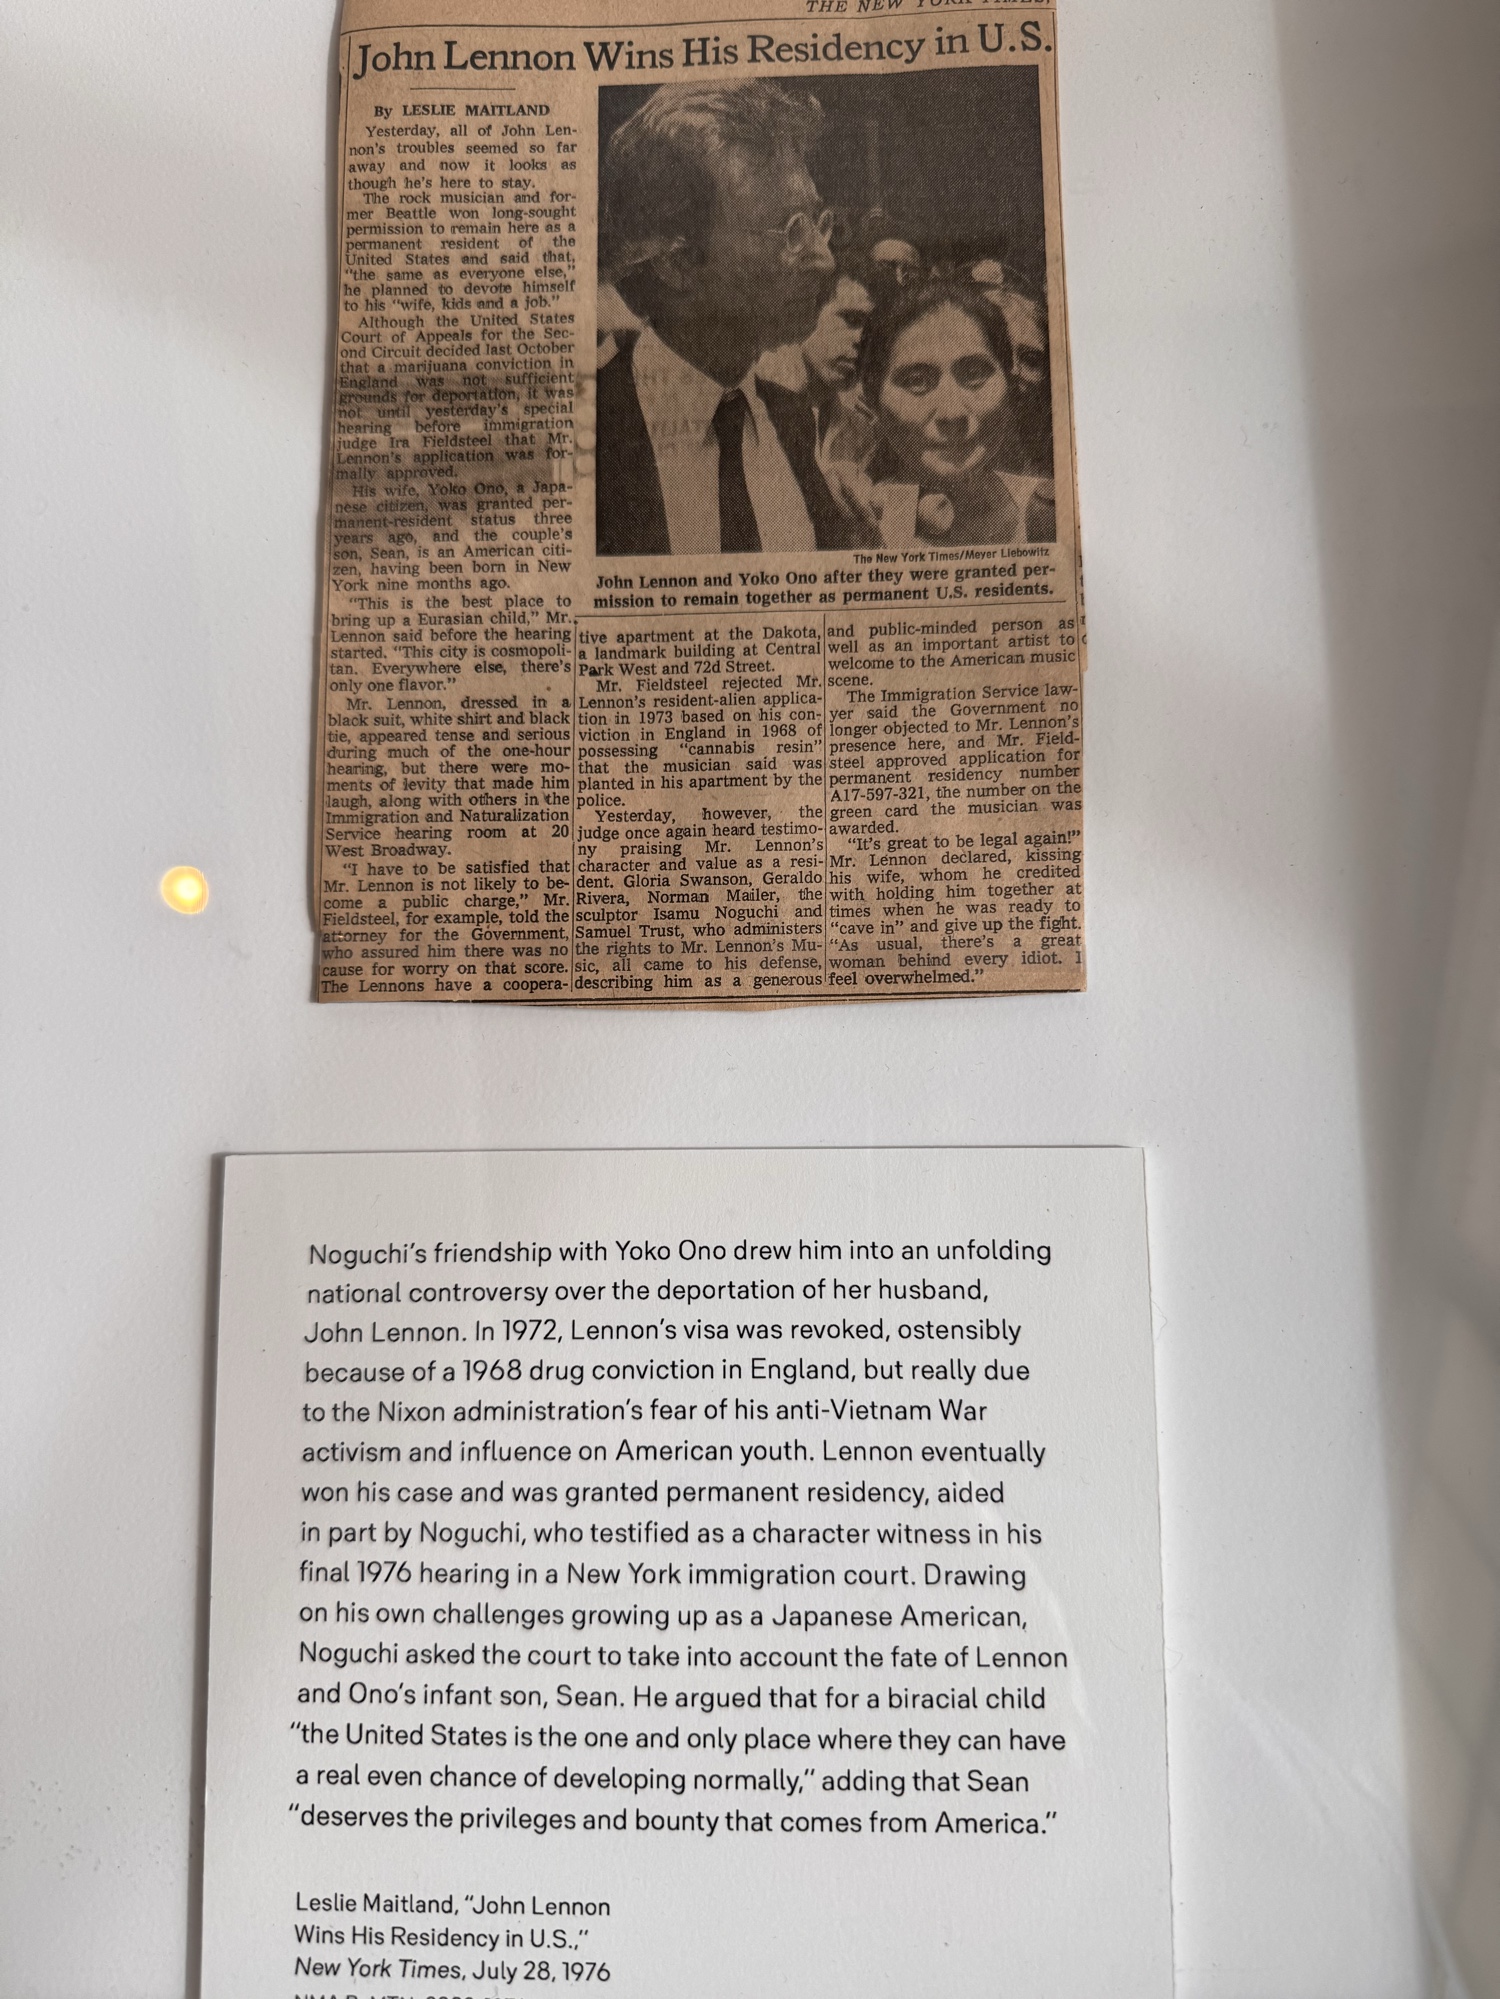 THE NEW YORK TIMES,
John Lennon Wins His Residency in U.S.
By LESLIE MAITLAND
Yesterday, all of John Len-
non's troubles seemed so far
away and now it looks as
though he's here to stay.
The rock musician and for-
mer Beattle won long-sought
permission to remain here as a
permanent resident of the
United States and said that,
"the same as everyone else,"
he planned to devote himself
to his "wife, kids and a job."
Although the United States
Court of Appeals for the Sec-
ond Circuit decided last October
that a marijuana conviction in
England was not sufficient
grounds for deportation, it was
not until yesterday's special
hearing before immigration
judge Ira Fieldsteel that Mr.
Lennon's application was for-
mally approved.
His wife, Yoko Ono, a Japa-
nese citizen, was granted per-
manent-resident status three
years ago, and the couple's
son, Sean, is an American citi-
zen, having been born in New
York nine months ago.
"This is the best place to
bring up a Eurasian child," Mr.
Lennon said before the hearing
started. "This city is cosmopoli-
tan. Everywhere else, there's
only one flavor."
Mr. Lennon, dressed in a
black suit, white shirt and black
tie, appeared tense and serious
during much of the one-hour
hearing, but there were mo-
ments of levity that made him
laugh, along with others in the
Immigration and Naturalization
Service hearing room at 20
West Broadway.
"I have to be satisfied that
Mr. Lennon is not likely to be-
come a public charge," Mr.
Fieldsteel, for example, told the
attorney for the Government,
who assured him there was no
cause for worry on that score.
The Lennons have a coopera-
The New York Times/Meyer Liebowitz
John Lennon and Yoko Ono after they were granted per-
mission to remain together as permanent U.S. residents.
tive apartment at the Dakota,
a landmark building at Central
Park West and 72d Street.
Mr. Fieldsteel rejected Mr.
Lennon's resident-alien applica-
tion in 1973 based on his con-
viction in England in 1968 of
possessing "cannabis resin"
that the musician said was
planted in his apartment by the
police.
Yesterday, however, the
judge once again heard testimo-
ny praising Mr. Lennon's
character and value as a resi-
dent. Gloria Swanson, Geraldo
Rivera, Norman Mailer, the
sculptor Isamu Noguchi and
Samuel Trust, who administers
the rights to Mr. Lennon's Mu-
sic, all came to his defense,
describing him as a generous
and public-minded person as
well as an important artist to
welcome to the American music
scene.
The Immigration Service law-
yer said the Government no
longer objected to Mr. Lennon's
presence here, and Mr. Field-
steel approved application for
permanent residency number
A17-597-321, the number on the
green card the musician was
awarded.
"It's great to be legal again!"
Mr. Lennon declared, kissing
his wife, whom he credited
with holding him together at
times when he was ready to
"cave in" and give up the fight.
"As usual, there's a great
woman behind every idiot. I
feel overwhelmed."
Noguchi's friendship with Yoko Ono drew him into an unfolding
national controversy over the deportation of her husband,
John Lennon. In 1972, Lennon's visa was revoked, ostensibly
because of a 1968 drug conviction in England, but really due
to the Nixon administration's fear of his anti-Vietnam War
activism and influence on American youth. Lennon eventually
won his case and was granted permanent residency, aided
in part by Noguchi, who testified as a character witness in his
final 1976 hearing in a New York immigration court. Drawing
on his own challenges growing up as a Japanese American,
Noguchi asked the court to take into account the fate of Lennon
and Ono's infant son, Sean. He argued that for a biracial child
"the United States is the one and only place where they can have
a real even chance of developing normally," adding that Sean
"deserves the privileges and bounty that comes from America."
Leslie Maitland, "John Lennon
Wins His Residency in U.S.,"
New York Times, July 28, 1976